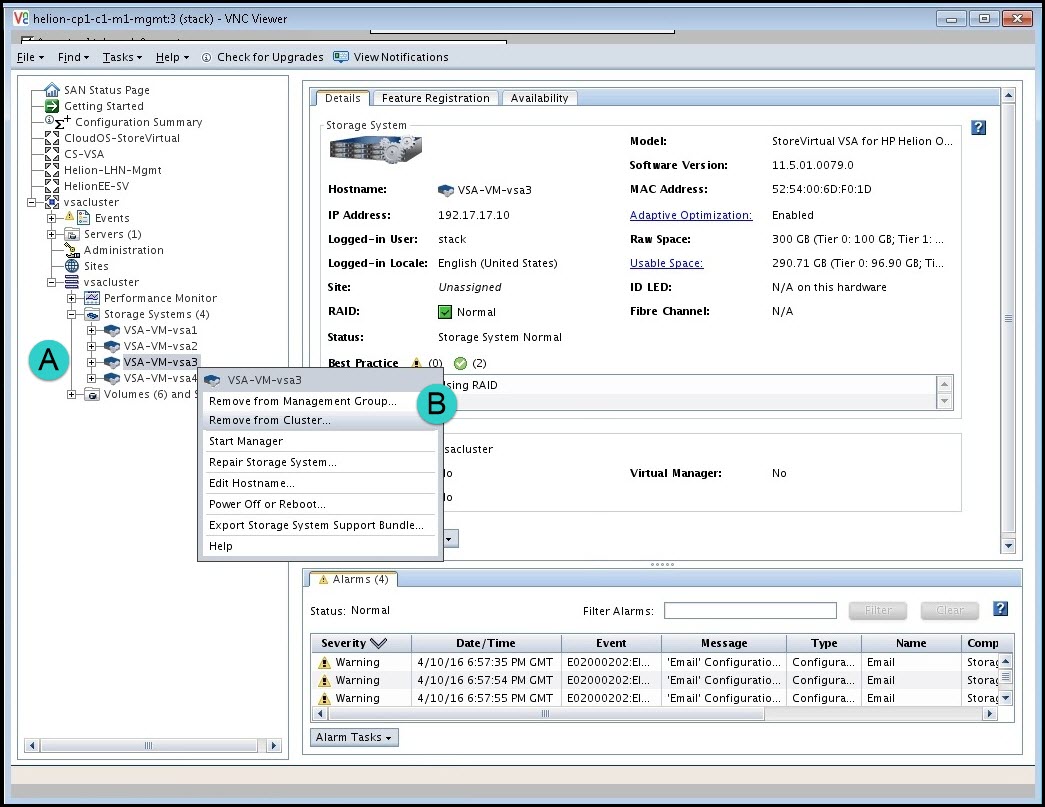 helion-cp1-c1-m1-mgmt:3 (stack) - VNC Viewer
File Find Tasks Help Check for Upgrades View Notifications
SAN Status Page
Getting Started
Configuration Summary
CloudOS-StoreVirtual
CS-VSA
Helion-LHN-Mgmt
HelionEE-SV
vsacluster
Events
Servers (1)
Administration
Sites
vsacluster
Performance Monitor
Storage Systems (4)
VSA-VM-vsa1
VSA-VM-vsa2
VSA-VM-vsa3
VSA-VM-vsa4
Volumes (6) and S
A
VSA-VM-vsa3
Remove from Management Group...
Remove from Cluster...
Start Manager
Repair Storage System...
Edit Hostname...
Power Off or Reboot...
Export Storage System Support Bundle...
Help
B
Details Feature Registration Availability
Storage System
Hostname: VSA-VM-vsa3
IP Address: 192.17.17.10
Logged-in User: stack
Logged-in Locale: English (United States)
Site: Unassigned
RAID: Normal
Status: Storage System Normal
Best Practice (0) (2)
Model: StoreVirtual VSA for HP Helion O...
Software Version: 11.5.01.0079.0
MAC Address: 52:54:00:6D:F0:1D
Adaptive Optimization: Enabled
Raw Space: 300 GB (Tier 0: 100 GB; Tier 1: ...
Usable Space: 290.71 GB (Tier 0: 96.90 GB; Ti...
ID LED: N/A on this hardware
Fibre Channel: N/A
sing RAID
sacluster
lo Virtual Manager: No
lo
Alarms (4)
Status: Normal Filter Alarms: Filter Clear
Severity Date/Time Event Message Type Name Comp
Warning 4/10/16 6:57:35 PM GMT E02000202:EI... 'Email' Configuratio... Configura... Email Storag
Warning 4/10/16 6:57:54 PM GMT E02000202:EI... 'Email' Configuratio... Configura... Email Storag
Warning 4/10/16 6:57:55 PM GMT E02000202:EI... 'Email' Configuratio... Configura... Email Storag
Alarm Tasks